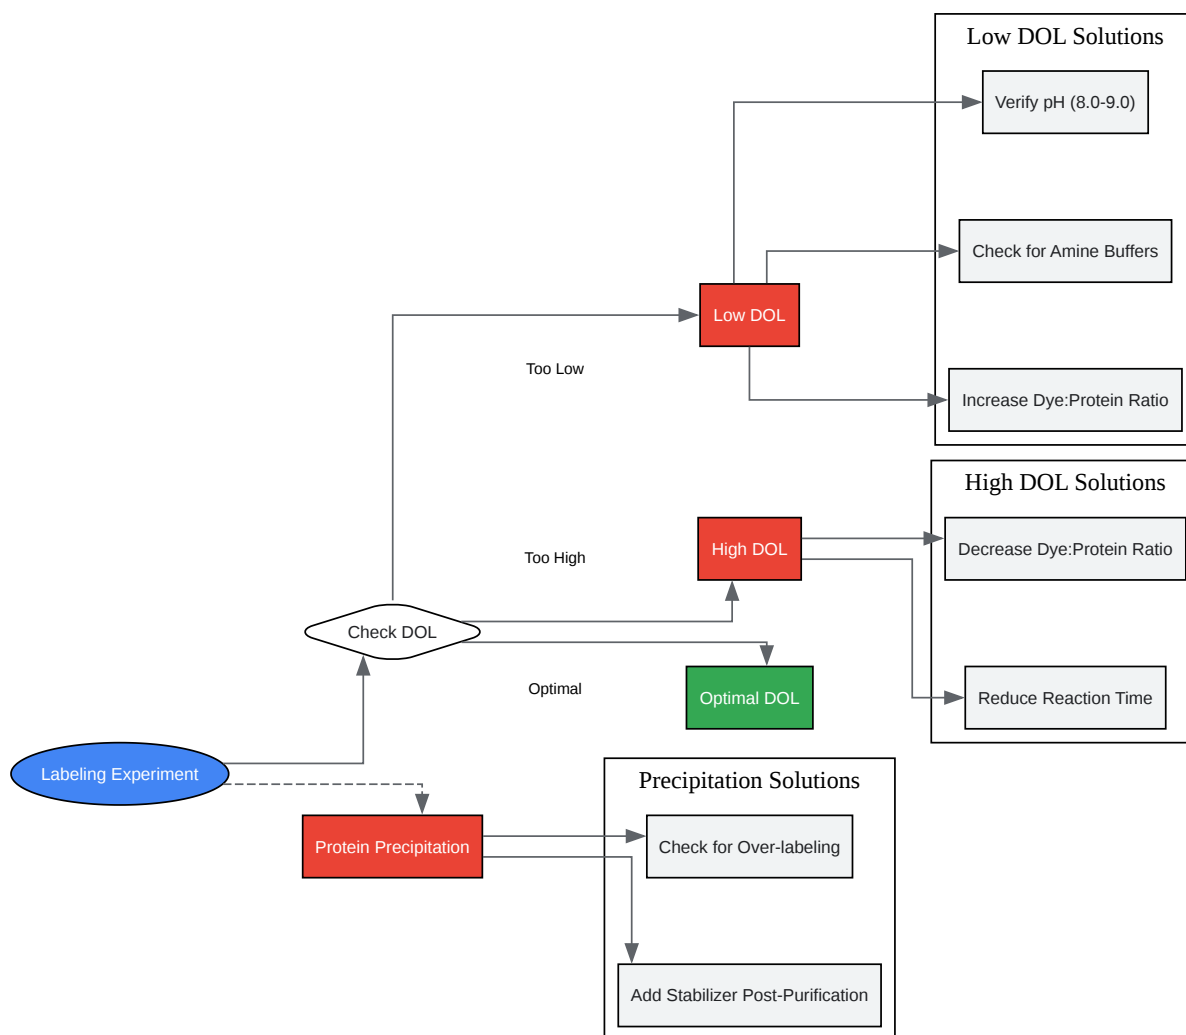 Low DOL Solutions
Verify pH (8.0-9.0)
Check for Amine Buffers
Low DOL
Too Low
Increase Dye:Protein Ratio
High DOL Solutions
High DOL
Decrease Dye:Protein Ratio
Too High
Check DOL
Optimal
Optimal DOL
Reduce Reaction Time
Labeling Experiment
Precipitation Solutions
Protein Precipitation
Check for Over-labeling
Add Stabilizer Post-Purification